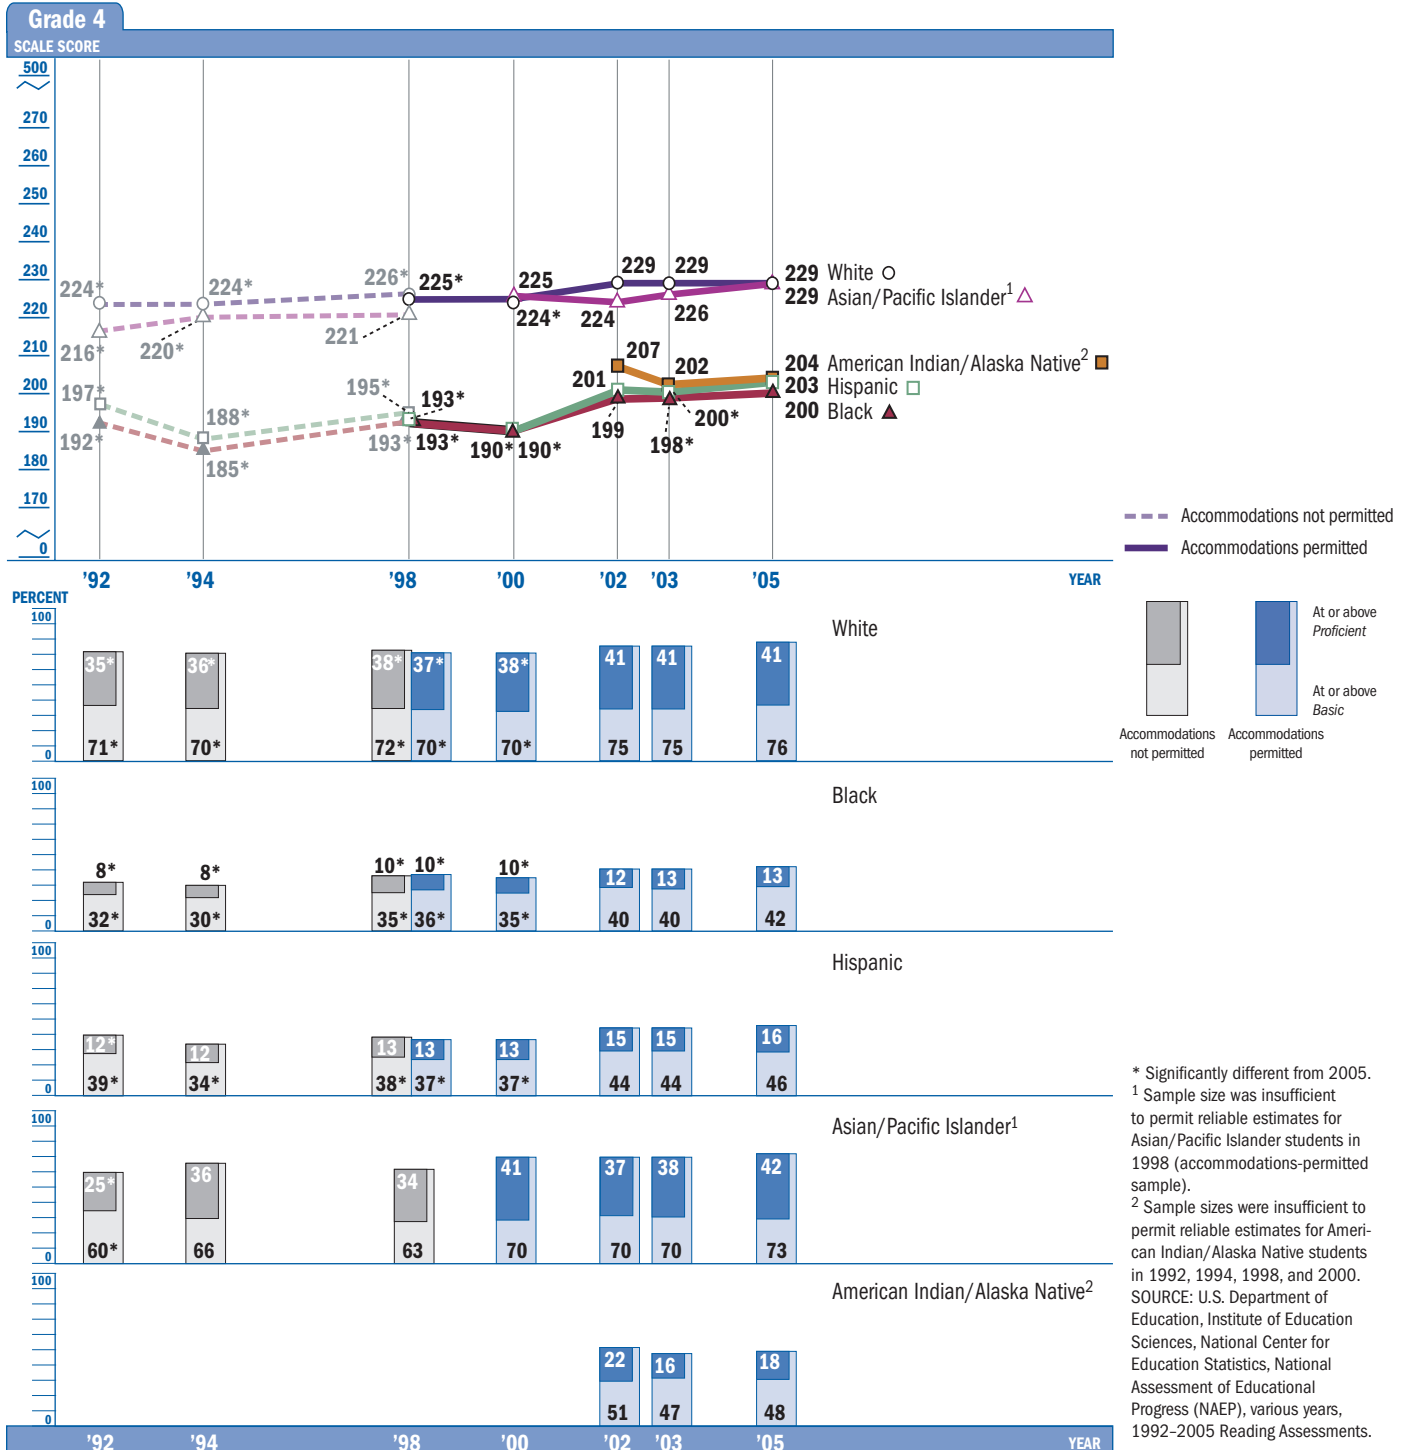 Grade 4
SCALE SCORE
500
270
260
250
240
230
220
210
200
190
180
170
0
224*
224*
226*
225*
225
229
229
229 White
229 Asian/Pacific Islander1
216*
220*
221
224*
224
226
207
202
204 American Indian/Alaska Native2
203 Hispanic
200 Black
197*
188*
195*
193*
201
200*
192*
185*
193*
193*
190*
190*
199
198*
Accommodations not permitted
Accommodations permitted
’92 ’94 ’98 ’00 ’02 ’03 ’05 YEAR
PERCENT
100
0
White
35* 36* 38* 37* 38* 41 41 41
71* 70* 72* 70* 70* 75 75 76
At or above
Proficient
At or above
Basic
Accommodations
not permitted
Accommodations
permitted
100
0
Black
8* 8* 10* 10* 10* 12 13 13
32* 30* 35* 36* 35* 40 40 42
100
0
Hispanic
12* 12 13 13 13 15 15 16
39* 34* 38* 37* 37* 44 44 46
100
0
Asian/Pacific Islander1
25* 36 34 41 37 38 42
60* 66 63 70 70 70 73
100
0
American Indian/Alaska Native2
22 16 18
51 47 48
’92 ’94 ’98 ’00 ’02 ’03 ’05 YEAR
* Significantly different from 2005.
1 Sample size was insufficient
to permit reliable estimates for
Asian/Pacific Islander students in
1998 (accommodations-permitted
sample).
2 Sample sizes were insufficient to
permit reliable estimates for Ameri-
can Indian/Alaska Native students
in 1992, 1994, 1998, and 2000.
SOURCE: U.S. Department of
Education, Institute of Education
Sciences, National Center for
Education Statistics, National
Assessment of Educational
Progress (NAEP), various years,
1992–2005 Reading Assessments.